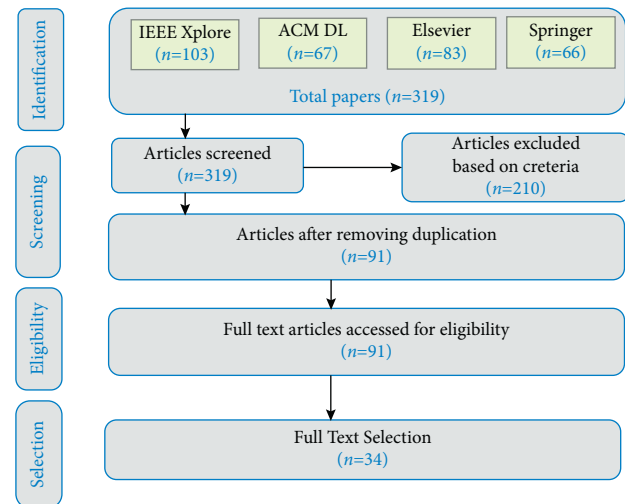 Identification
IEEE Xplore
(n=103)
ACM DL
(n=67)
Elsevier
(n=83)
Springer
(n=66)
Total papers (n=319)
Screening
Articles screened
(n=319)
Articles excluded
based on creteria
(n=210)
Articles after removing duplication
(n=91)
Eligibility
Full text articles accessed for eligibility
(n=91)
Selection
Full Text Selection
(n=34)